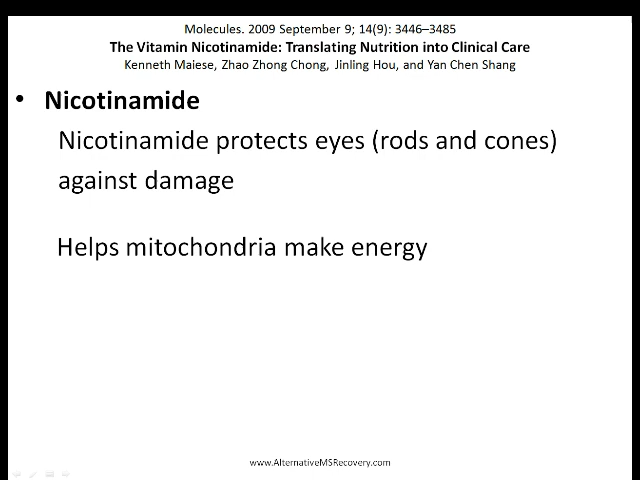 Molecules. 2009 September 9; 14(9): 3446–3485
The Vitamin Nicotinamide: Translating Nutrition into Clinical Care
Kenneth Maiese, Zhao Zhong Chong, Jinling Hou, and Yan Chen Shang
• Nicotinamide
Nicotinamide protects eyes (rods and cones)
against damage
Helps mitochondria make energy
www.AlternativeMSRecovery.com